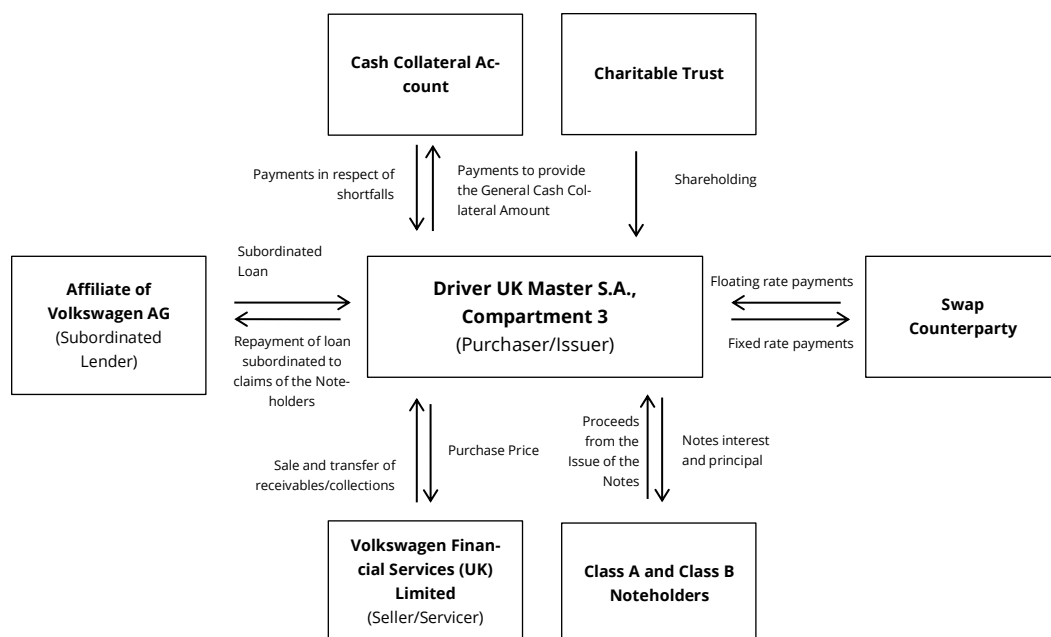 Cash Collateral Ac-
count
Charitable Trust
Payments in respect of
shortfalls
Payments to provide
the General Cash Col-
lateral Amount
Shareholding
Affiliate of
Volkswagen AG
(Subordinated
Lender)
Subordinated
Loan
Repayment of loan
subordinated to
claims of the Note-
holders
Driver UK Master S.A.,
Compartment 3
(Purchaser/Issuer)
Floating rate payments
Fixed rate payments
Swap
Counterparty
Sale and transfer of
receivables/collections
Purchase Price
Proceeds
from the
Issue of the
Notes
Notes interest
and principal
Volkswagen Finan-
cial Services (UK)
Limited
(Seller/Servicer)
Class A and Class B
Noteholders